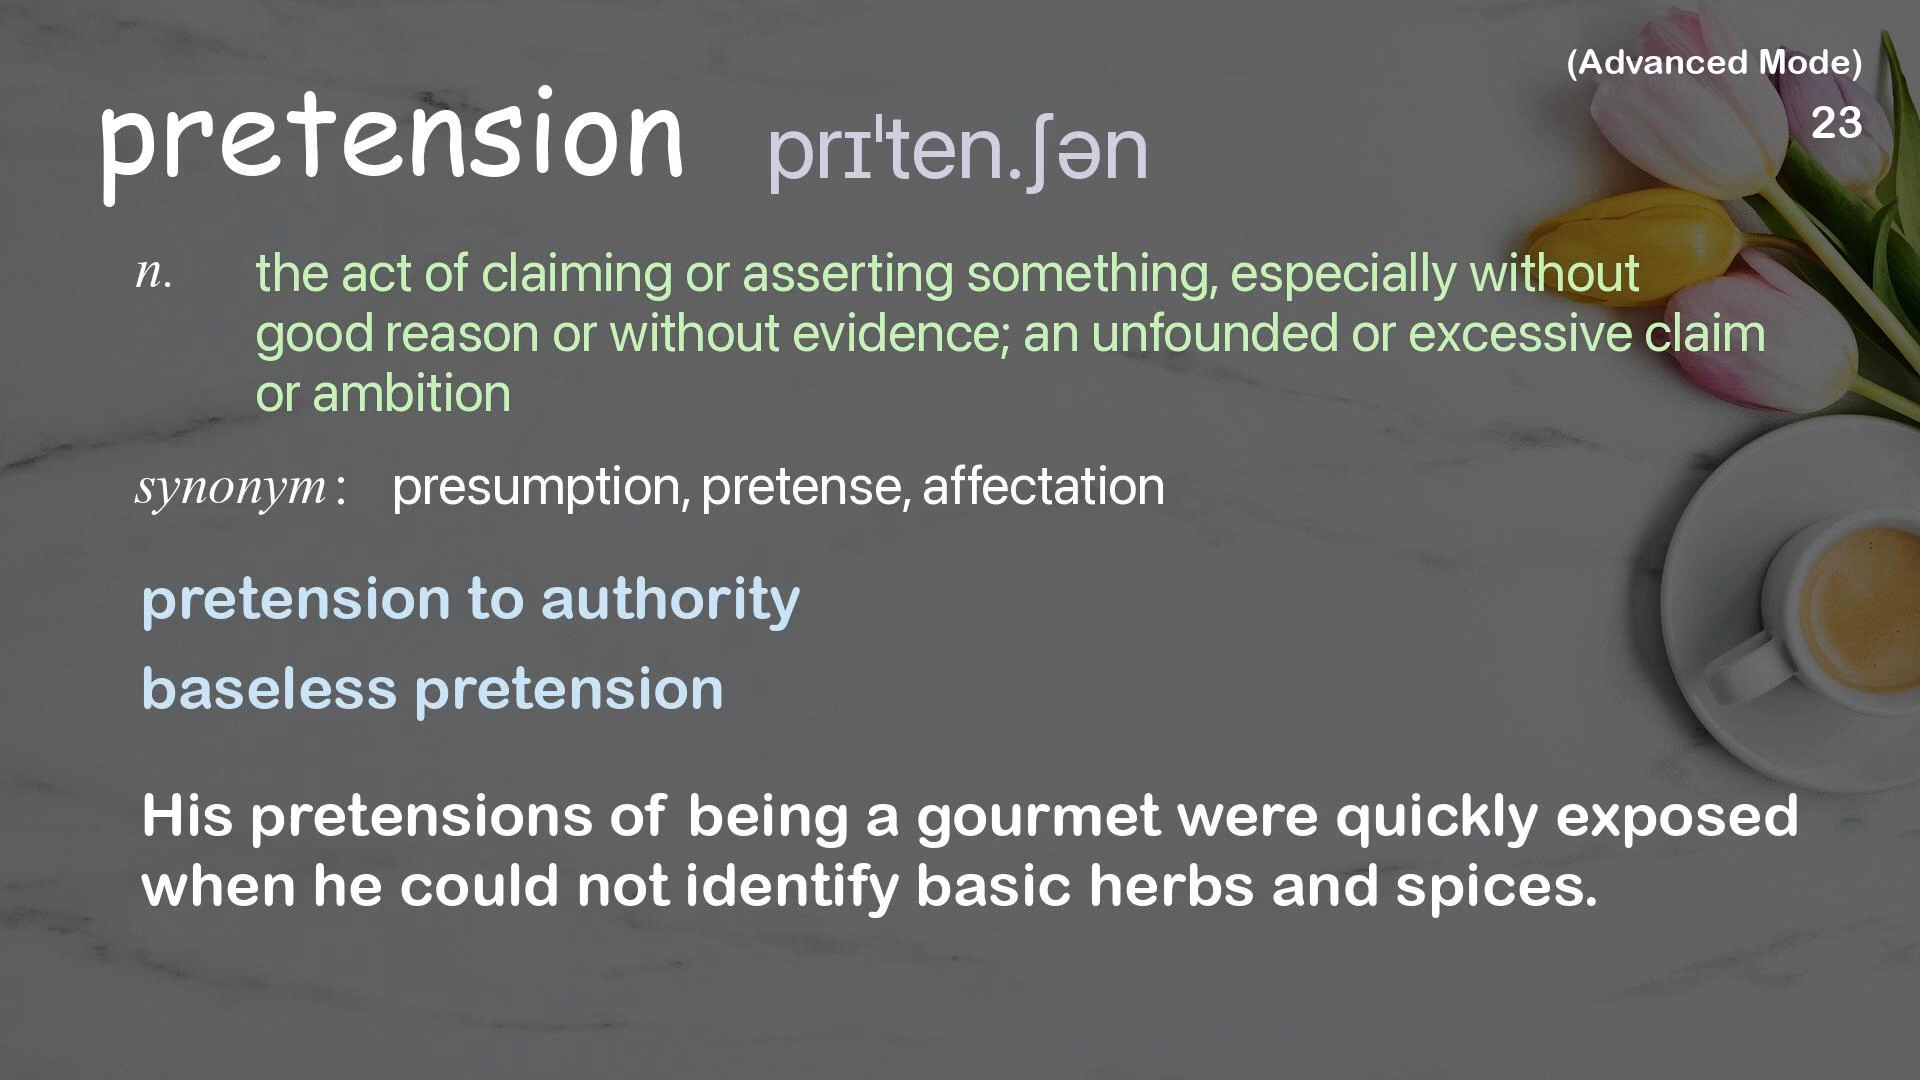 (Advanced Mode)
pretension prɪˈten.ʃən
23
n. the act of claiming or asserting something, especially without
good reason or without evidence; an unfounded or excessive claim
or ambition
synonym: presumption, pretense, affectation
pretension to authority
baseless pretension
His pretensions of being a gourmet were quickly exposed
when he could not identify basic herbs and spices.